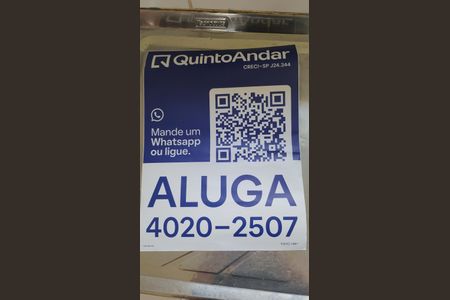 QuintoAndar
CRECI-SP J24.344
Mande um
Whatsapp
ou ligue.
ALUGA
4020-2507